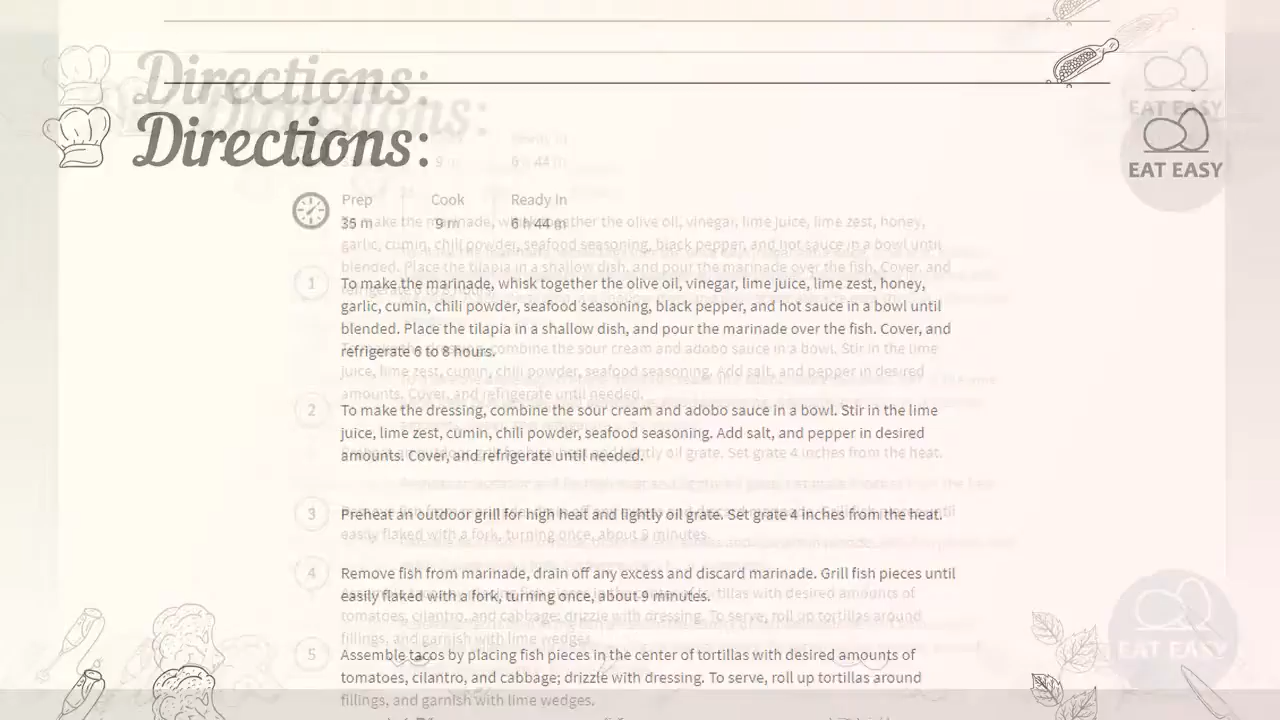 Directions:
EAT EASY
Prep Cook Ready In
35 m 9 m 6 h 44 m
1 To make the marinade, whisk together the olive oil, vinegar, lime juice, lime zest, honey,
garlic, cumin, chili powder, seafood seasoning, black pepper, and hot sauce in a bowl until
blended. Place the tilapia in a shallow dish, and pour the marinade over the fish. Cover, and
refrigerate 6 to 8 hours.
2 To make the dressing, combine the sour cream and adobo sauce in a bowl. Stir in the lime
juice, lime zest, cumin, chili powder, seafood seasoning. Add salt, and pepper in desired
amounts. Cover, and refrigerate until needed.
3 Preheat an outdoor grill for high heat and lightly oil grate. Set grate 4 inches from the heat.
4 Remove fish from marinade, drain off any excess and discard marinade. Grill fish pieces until
easily flaked with a fork, turning once, about 9 minutes.
5 Assemble tacos by placing fish pieces in the center of tortillas with desired amounts of
tomatoes, cilantro, and cabbage; drizzle with dressing. To serve, roll up tortillas around
fillings, and garnish with lime wedges.
EAT EASY